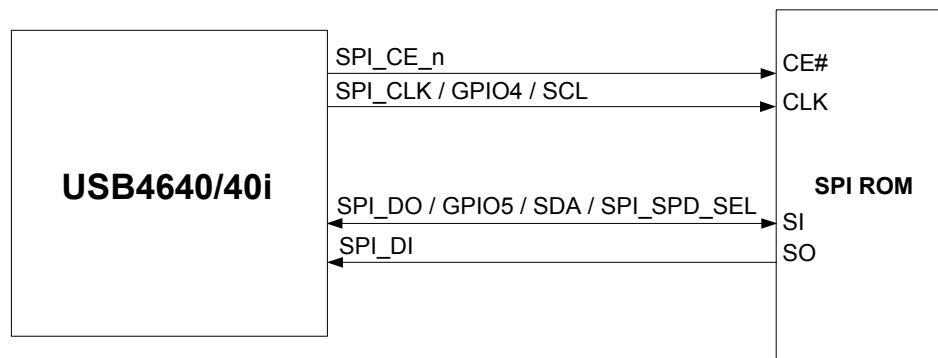 SPI_CE_n
CE#
SPI_CLK / GPIO4 / SCL
CLK
USB4640/40i
SPI ROM
SPI_DO / GPIO5 / SDA / SPI_SPD_SEL
SI
SPI_DI
SO